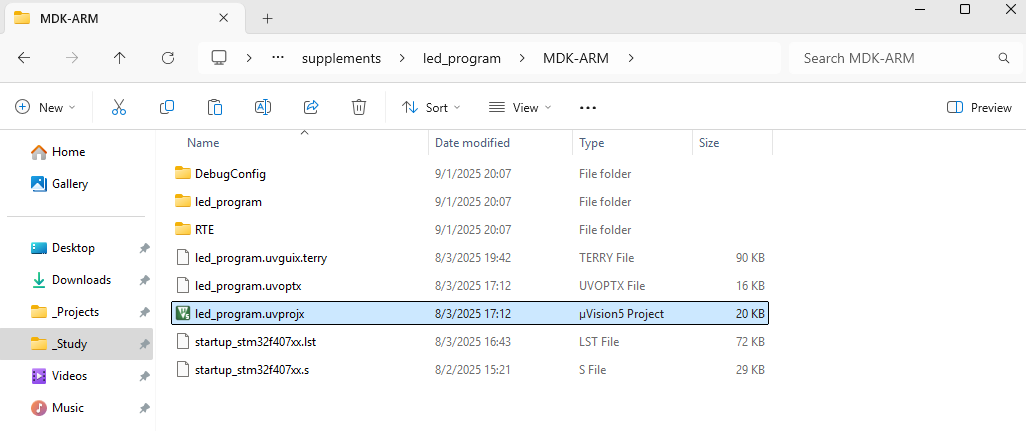 MDK-ARM
supplements led_program MDK-ARM Search MDK-ARM
New Sort View Preview
Name Date modified Type Size
Home
Gallery
Desktop
Downloads
_Projects
_Study
Videos
Music
DebugConfig 9/1/2025 20:07 File folder
led_program 9/1/2025 20:07 File folder
RTE 9/1/2025 20:07 File folder
led_program.uvguix.terry 8/3/2025 19:42 TERRY File 90 KB
led_program.uvoptx 8/3/2025 17:12 UVOPTX File 16 KB
led_program.uvprojx 8/3/2025 17:12 µVision5 Project 20 KB
startup_stm32f407xx.lst 8/3/2025 16:43 LST File 72 KB
startup_stm32f407xx.s 8/2/2025 15:21 S File 29 KB